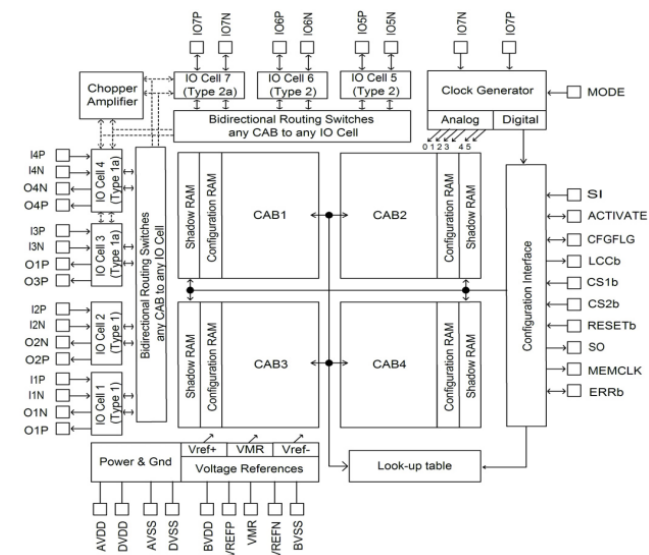 IO7P
IO7N
IO6P
IO6N
IO5P
IO5N
IO7N
IO7P
Chopper
Amplifier
IO Cell 7
(Type 2a)
IO Cell 6
(Type 2)
IO Cell 5
(Type 2)
Clock Generator
Analog
Digital
MODE
Bidirectional Routing Switches
any CAB to any IO Cell
0 1 2 3 4 5
I4P
I4N
O4N
O4P
IO Cell 4
(Type 1a)
I3P
I3N
O1P
O3P
IO Cell 3
(Type 1a)
I2P
I2N
O2N
O2P
IO Cell 2
(Type 1)
I1P
I1N
O1N
O1P
IO Cell 1
(Type 1)
Bidirectional Routing Switches
any CAB to any IO Cell
Shadow RAM
Configuration RAM
CAB1
CAB2
Configuration RAM
Shadow RAM
Shadow RAM
Configuration RAM
CAB3
CAB4
Configuration RAM
Shadow RAM
Configuration Interface
SI
ACTIVATE
CFGFLG
LCCb
CS1b
CS2b
RESETb
SO
MEMCLK
ERRb
Power & Gnd
Vref+
VMR
Vref-
Voltage References
Look-up table
AVDD
DVDD
AVSS
DVSS
BVDD
VREFP
VMR
VREFN
BVSS